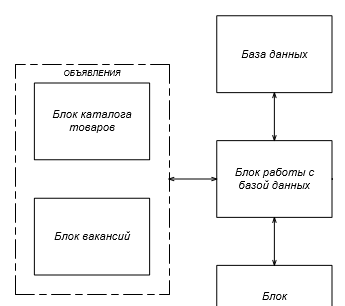 База данных
ОБЪЯВЛЕНИЯ
Блок каталога
товаров
Блок работы с
базой данных
Блок вакансий
Блок